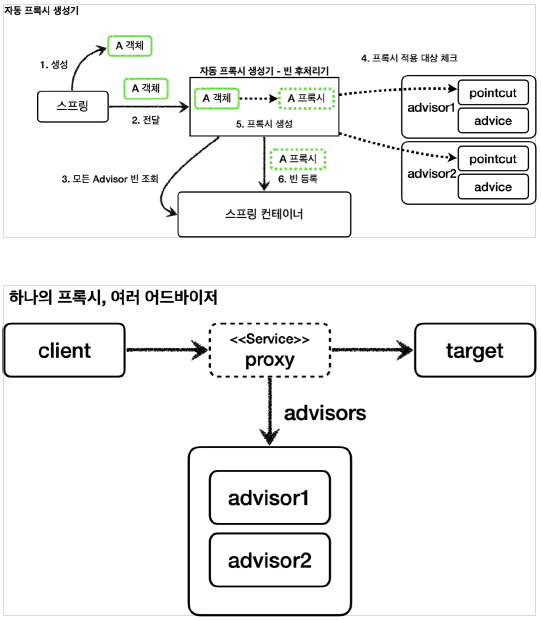 자동 프록시 생성기
A 객체
1. 생성
스프링
A 객체
2. 전달
자동 프록시 생성기 - 빈 후처리기
A 객체
A 프록시
5. 프록시 생성
4. 프록시 적용 대상 체크
advisor1
pointcut
advice
advisor2
pointcut
advice
3. 모든 Advisor 빈 조회
A 프록시
6. 빈 등록
스프링 컨테이너
하나의 프록시, 여러 어드바이저
client
<<Service>>
proxy
target
advisors
advisor1
advisor2